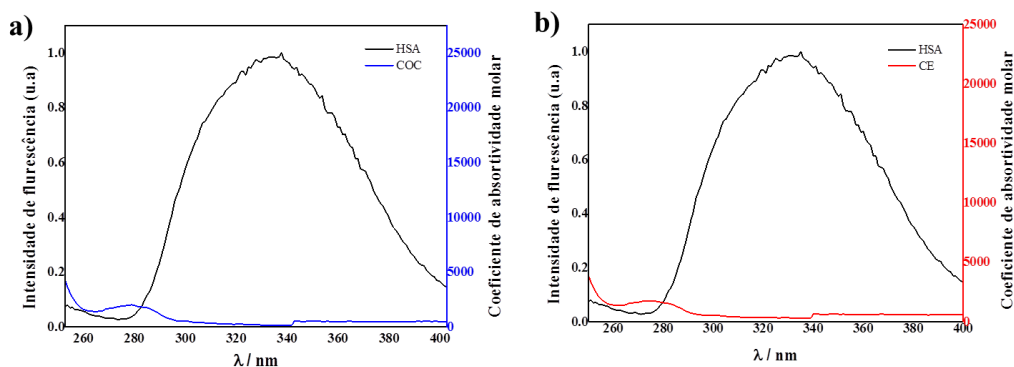 a)
HSA
COC
Intensidade de flurescência (u.a)
1.0
0.8
0.6
0.4
0.2
0.0
25000
20000
15000
10000
5000
0
Coeficiente de absortividade molar
260 280 300 320 340 360 380 400
λ / nm
b)
HSA
CE
Intensidade de flurescência (u.a)
1.0
0.8
0.6
0.4
0.2
0.0
25000
20000
15000
10000
5000
0
Coeficiente de absortividade molar
260 280 300 320 340 360 380 400
λ / nm